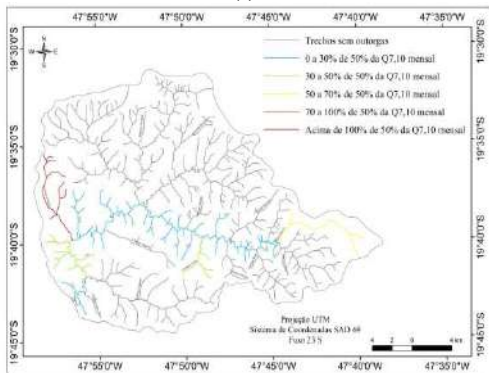 47°55'0"W 47°50'0"W 47°45'0"W 47°40'0"W 47°35'0"W
19°30'0"S 19°30'0"S
Trechos sem outorgas
0 a 30% de 50% da Q7,10 mensal
30 a 50% de 50% da Q7,10 mensal
50 a 70% de 50% da Q7,10 mensal
70 a 100% de 50% da Q7,10 mensal
Acima de 100% de 50% da Q7,10 mensal
19°35'0"S 19°35'0"S
19°40'0"S 19°40'0"S
19°45'0"S 19°45'0"S
Projeção UTM
Sistema de Coordenadas SAD 69
Fuso 23 S
4 2 0 4 km
47°55'0"W 47°50'0"W 47°45'0"W 47°40'0"W 47°35'0"W